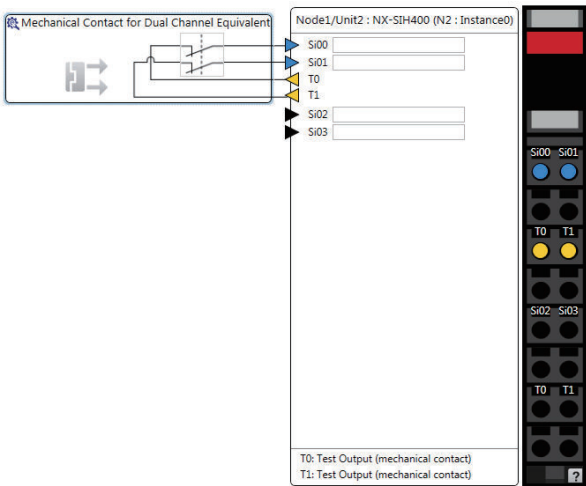 Mechanical Contact for Dual Channel Equivalent
Node1/Unit2 : NX-SIH400 (N2 : Instance0)
Si00
Si01
T0
T1
Si02
Si03
T0: Test Output (mechanical contact)
T1: Test Output (mechanical contact)
Si00 Si01
T0 T1
Si02 Si03
T0 T1
?